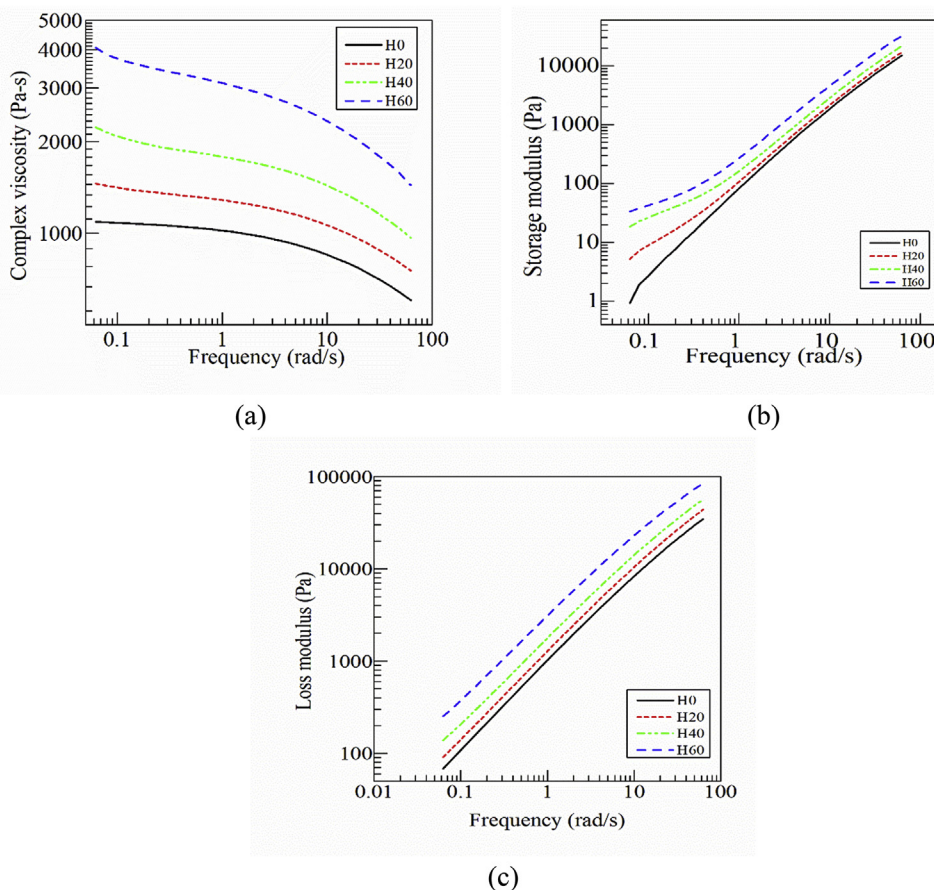 5000
4000
3000
2000
1000
Complex viscosity (Pa-s)
H0
H20
H40
H60
0.1
1
10
100
Frequency (rad/s)
(a)
10000
1000
100
10
1
Storage modulus (Pa)
H0
H20
H40
H60
0.1
1
10
100
Frequency (rad/s)
(b)
100000
10000
1000
100
Loss modulus (Pa)
H0
H20
H40
H60
0.01
0.1
1
10
100
Frequency (rad/s)
(c)